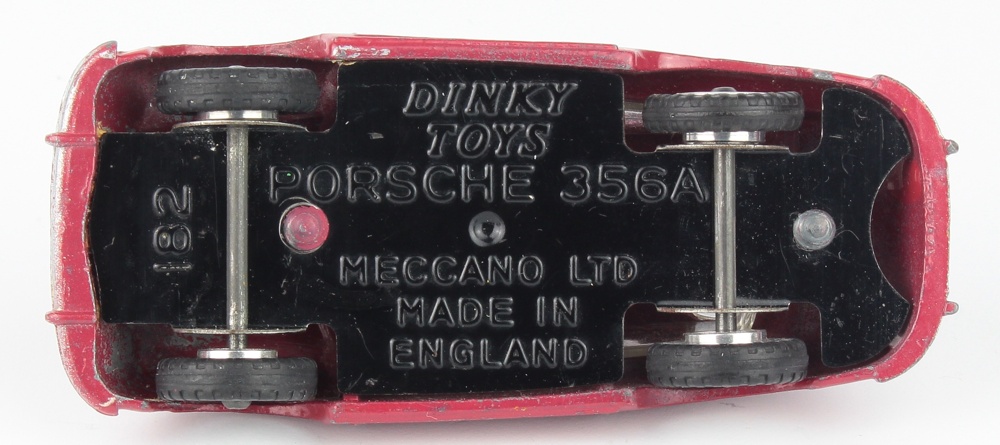 DINKY
TOYS
PORSCHE 356A
182
MECCANO LTD
MADE IN
ENGLAND